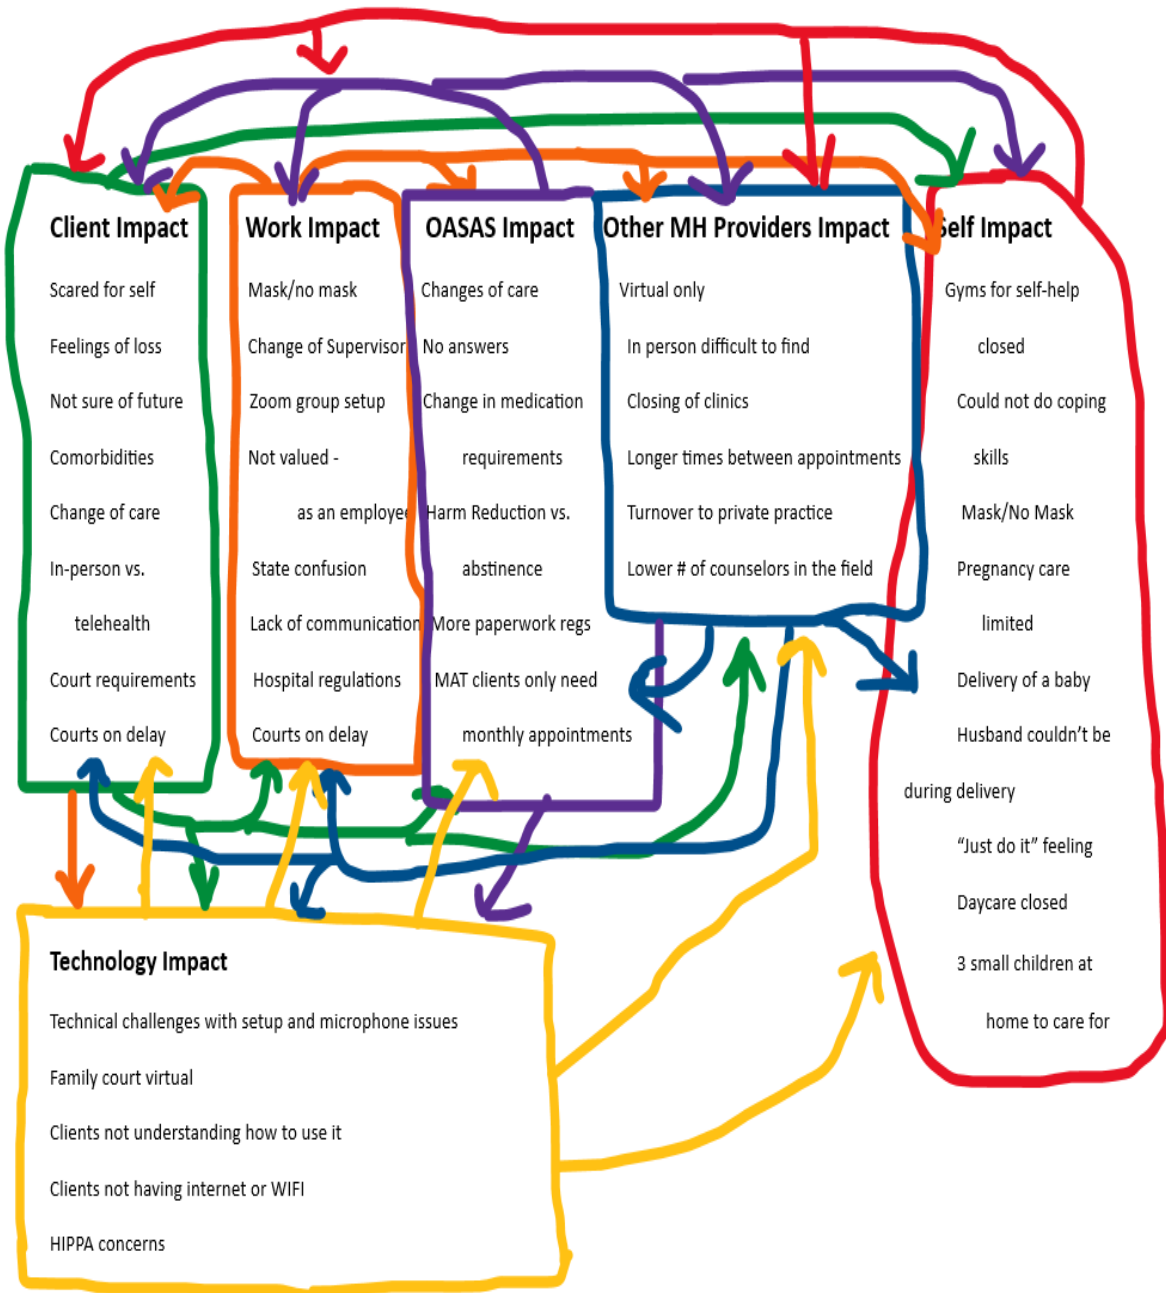 Client Impact
Scared for self
Feelings of loss
Not sure of future
Comorbidities
Change of care
In-person vs.
telehealth
Court requirements
Courts on delay
Work Impact
Mask/no mask
Change of Supervisor
Zoom group setup
Not valued -
as an employee
State confusion
Lack of communication
Hospital regulations
Courts on delay
OASAS Impact
Changes of care
No answers
Change in medication
requirements
Harm Reduction vs.
abstinence
More paperwork regs
MAT clients only need
monthly appointments
Other MH Providers Impact
Virtual only
In person difficult to find
Closing of clinics
Longer times between appointments
Turnover to private practice
Lower # of counselors in the field
Self Impact
Gyms for self-help
closed
Could not do coping
skills
Mask/No Mask
Pregnancy care
limited
Delivery of a baby
Husband couldn’t be
during delivery
“Just do it” feeling
Daycare closed
3 small children at
home to care for
Technology Impact
Technical challenges with setup and microphone issues
Family court virtual
Clients not understanding how to use it
Clients not having internet or WIFI
HIPPA concerns